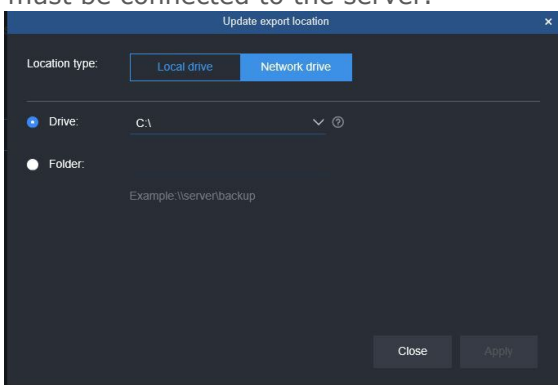 must be connected to the server.
Update export location ×
Location type: Local drive Network drive
Drive: C:\
Folder:
Example:\\server\backup
Close Apply